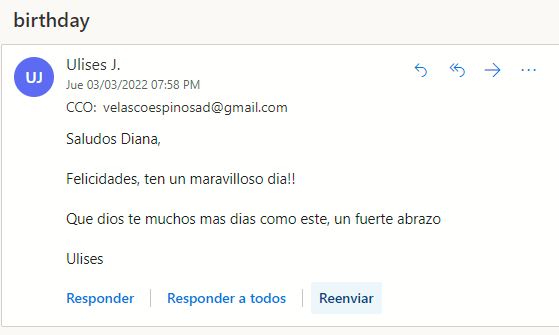 birthday
UJ
Ulises J.
Jue 03/03/2022 07:58 PM
CCO: velascoespinosad@gmail.com
Saludos Diana,
Felicidades, ten un maravilloso dia!!
Que dios te muchos mas dias como este, un fuerte abrazo
Ulises
Responder
Responder a todos
Reenviar